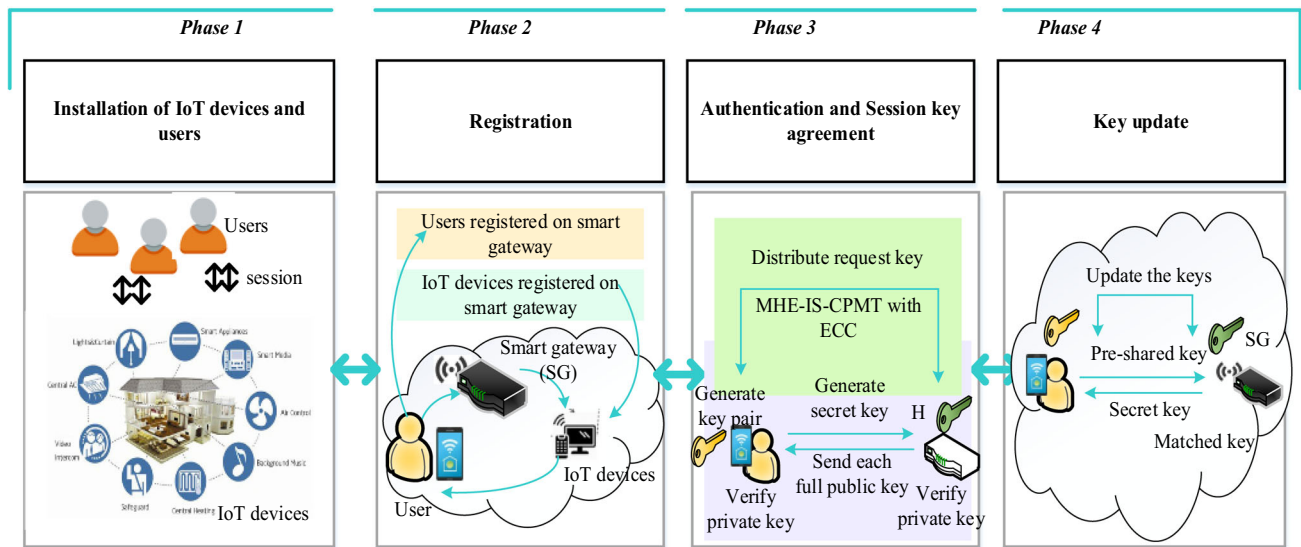 Phase 1
Phase 2
Phase 3
Phase 4
Installation of IoT devices and
users
Registration
Authentication and Session key
agreement
Key update
Users
session
Lights&Curtain
Smart Appliances
Smart Media
Central AC
Air Control
Video
Intercom
Background Music
Safeguard
Central Heating
IoT devices
Users registered on smart
gateway
IoT devices registered on
smart gateway
Smart gateway
(SG)
IoT devices
User
Distribute request key
MHE-IS-CPMT with
ECC
Generate
key pair
Generate
secret key
H
Send each
full public key
Verify
private key
Verify
private key
Update the keys
SG
Pre-shared key
Secret key
Matched key